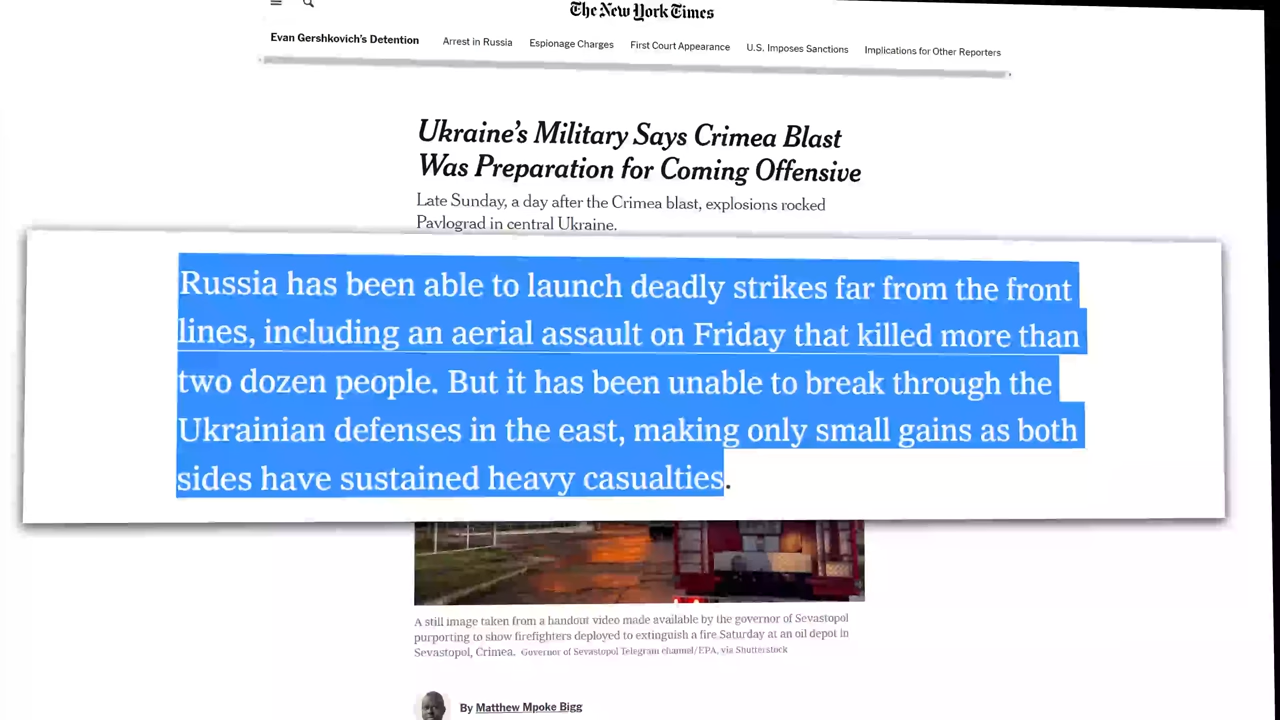 The New York Times
Evan Gershkovich's Detention Arrest in Russia Espionage Charges First Court Appearance U.S. Imposes Sanctions Implications for Other Reporters
Ukraine's Military Says Crimea Blast
Was Preparation for Coming Offensive
Late Sunday, a day after the Crimea blast, explosions rocked
Pavlograd in central Ukraine.
Russia has been able to launch deadly strikes far from the front
lines, including an aerial assault on Friday that killed more than
two dozen people. But it has been unable to break through the
Ukrainian defenses in the east, making only small gains as both
sides have sustained heavy casualties.
A still image taken from a handout video made available by the governor of Sevastopol
purporting to show firefighters deployed to extinguish a fire Saturday at an oil depot in
Sevastopol, Crimea. Governor of Sevastopol Telegram channel/EPA, via Shutterstock
By Matthew Mpoke Bigg